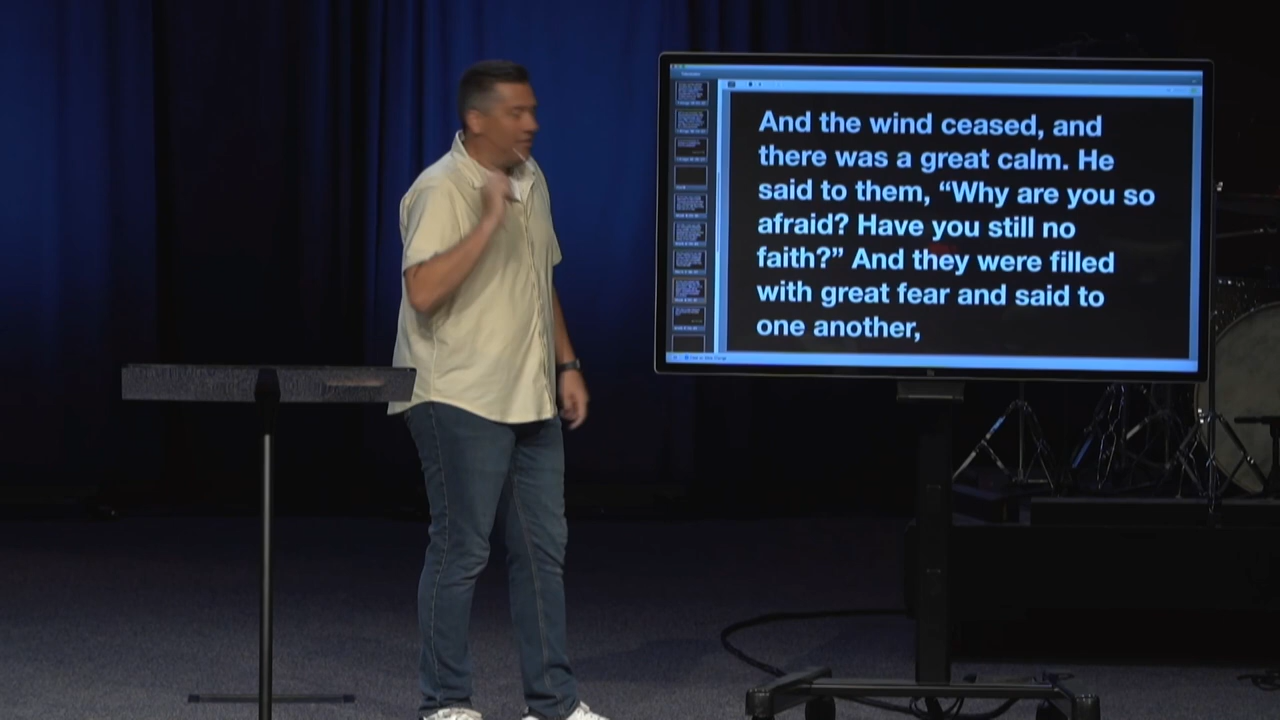 And the wind ceased, and
there was a great calm. He
said to them, “Why are you so
afraid? Have you still no
faith?” And they were filled
with great fear and said to
one another,